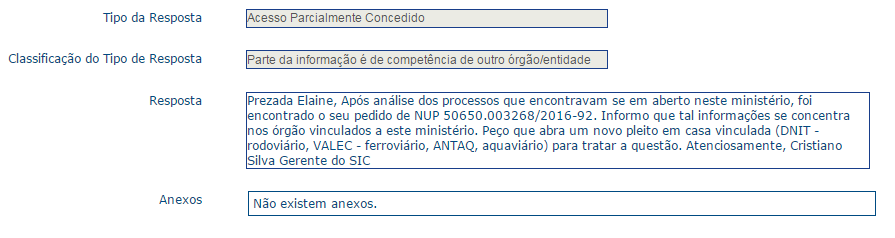 Tipo da Resposta
Acesso Parcialmente Concedido
Classificação do Tipo de Resposta
Parte da informação é de competência de outro órgão/entidade
Resposta
Prezada Elaine, Após análise dos processos que encontravam se em aberto neste ministério, foi
encontrado o seu pedido de NUP 50650.003268/2016-92. Informo que tal informações se concentra
nos órgão vinculados a este ministério. Peço que abra um novo pleito em casa vinculada (DNIT -
rodoviário, VALEC - ferroviário, ANTAQ, aquaviário) para tratar a questão. Atenciosamente, Cristiano
Silva Gerente do SIC
Anexos
Não existem anexos.